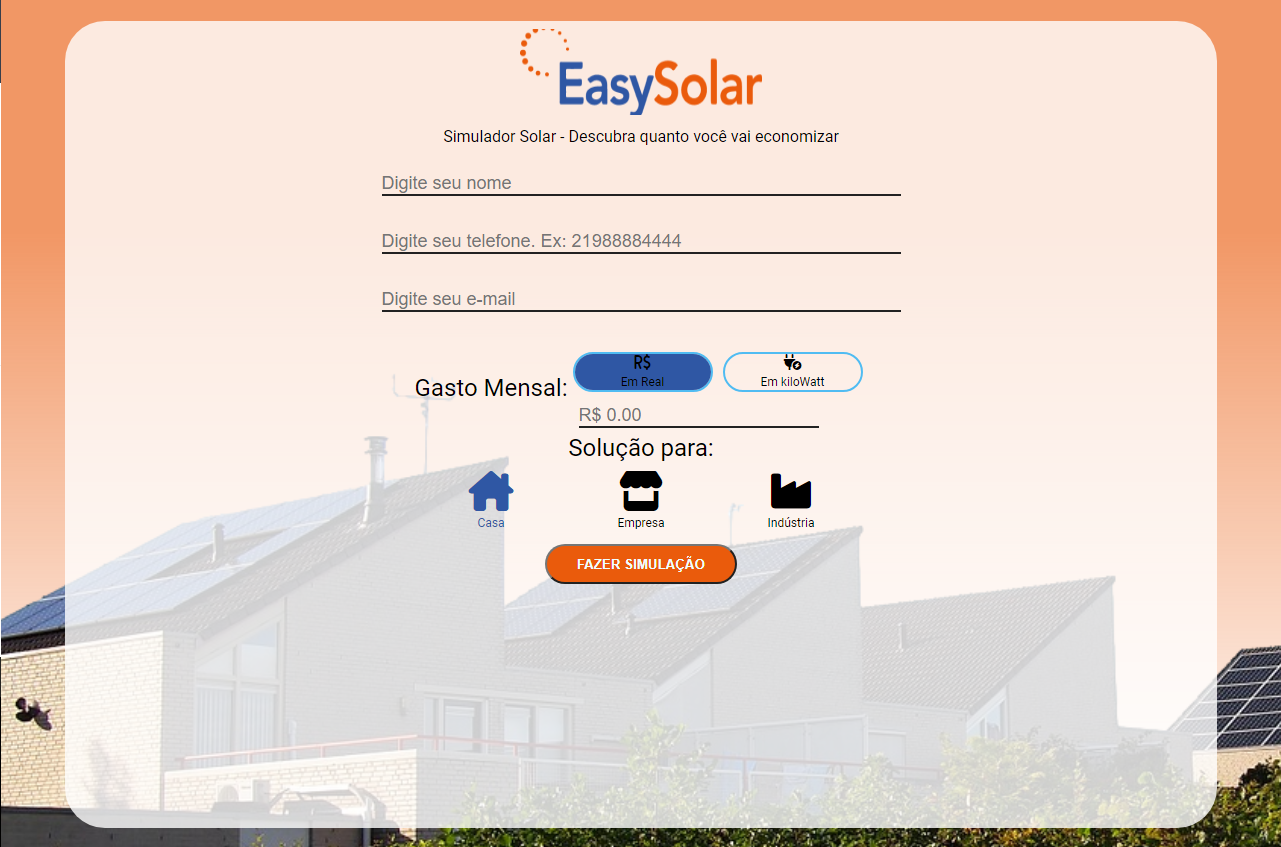 EasySolar
Simulador Solar - Descubra quanto você vai economizar
Digite seu nome
Digite seu telefone. Ex: 21988884444
Digite seu e-mail
Gasto Mensal:
R$
Em Real
Em kiloWatt
R$ 0.00
Solução para:
Casa
Empresa
Indústria
FAZER SIMULAÇÃO